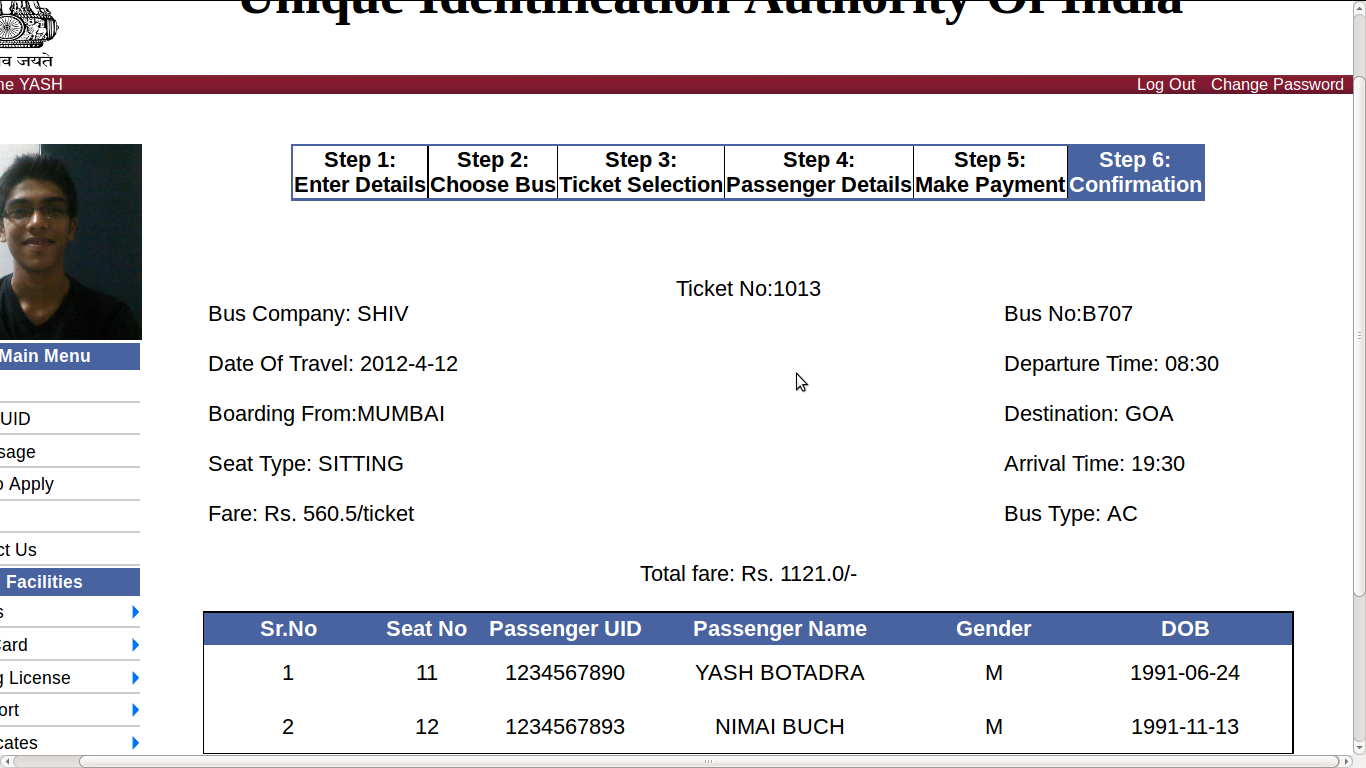 Unique Identification Authority Of India
व जयते
me YASH
Log Out Change Password
Step 1: Step 2: Step 3: Step 4: Step 5: Step 6:
Enter Details Choose Bus Ticket Selection Passenger Details Make Payment Confirmation
Ticket No:1013
Bus Company: SHIV Bus No:B707
Date Of Travel: 2012-4-12 Departure Time: 08:30
Boarding From:MUMBAI Destination: GOA
Seat Type: SITTING Arrival Time: 19:30
Fare: Rs. 560.5/ticket Bus Type: AC
Total fare: Rs. 1121.0/-
Sr.No Seat No Passenger UID Passenger Name Gender DOB
1 11 1234567890 YASH BOTADRA M 1991-06-24
2 12 1234567893 NIMAI BUCH M 1991-11-13
Main Menu
UID
sage
o Apply
ct Us
Facilities
s
Card
g License
ort
cates